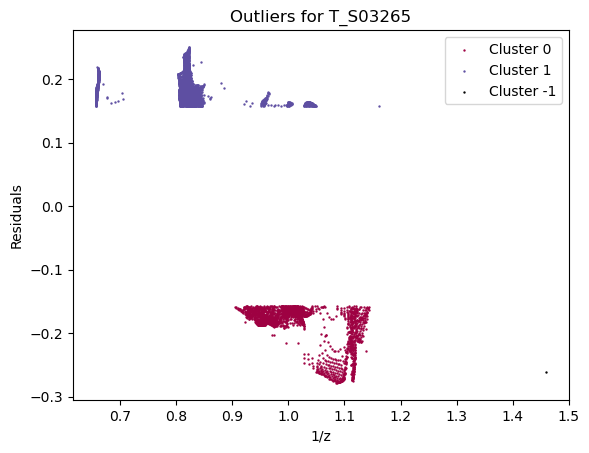 Outliers for T_S03265
Cluster 0
Cluster 1
Cluster -1
Residuals
0.2
0.1
0.0
−0.1
−0.2
−0.3
0.7 0.8 0.9 1.0 1.1 1.2 1.3 1.4 1.5
1/z